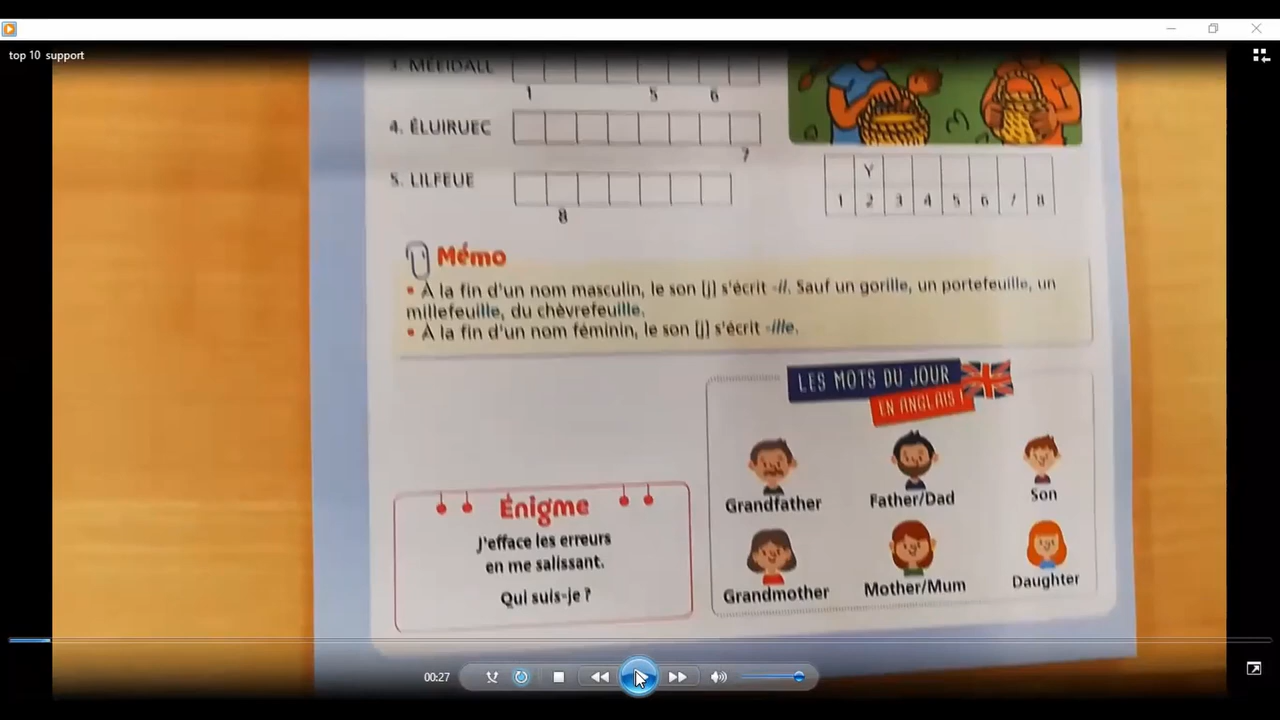 top 10 support
3. MÉEIDALL
1 5 6
4. ÉLUIRUEC
7
Y
5. LILFEUE
1 2 3 4 5 6 7 8
8
Mémo
• À la fin d'un nom masculin, le son [j] s'écrit -il. Sauf un gorille, un portefeuille, un
millefeuille, du chèvrefeuille.
• À la fin d'un nom féminin, le son [j] s'écrit -ille.
LES MOTS DU JOUR
EN ANGLAIS !
Grandfather Father/Dad Son
Grandmother Mother/Mum Daughter
Énigme
J'efface les erreurs
en me salissant.
Qui suis-je ?
00:27